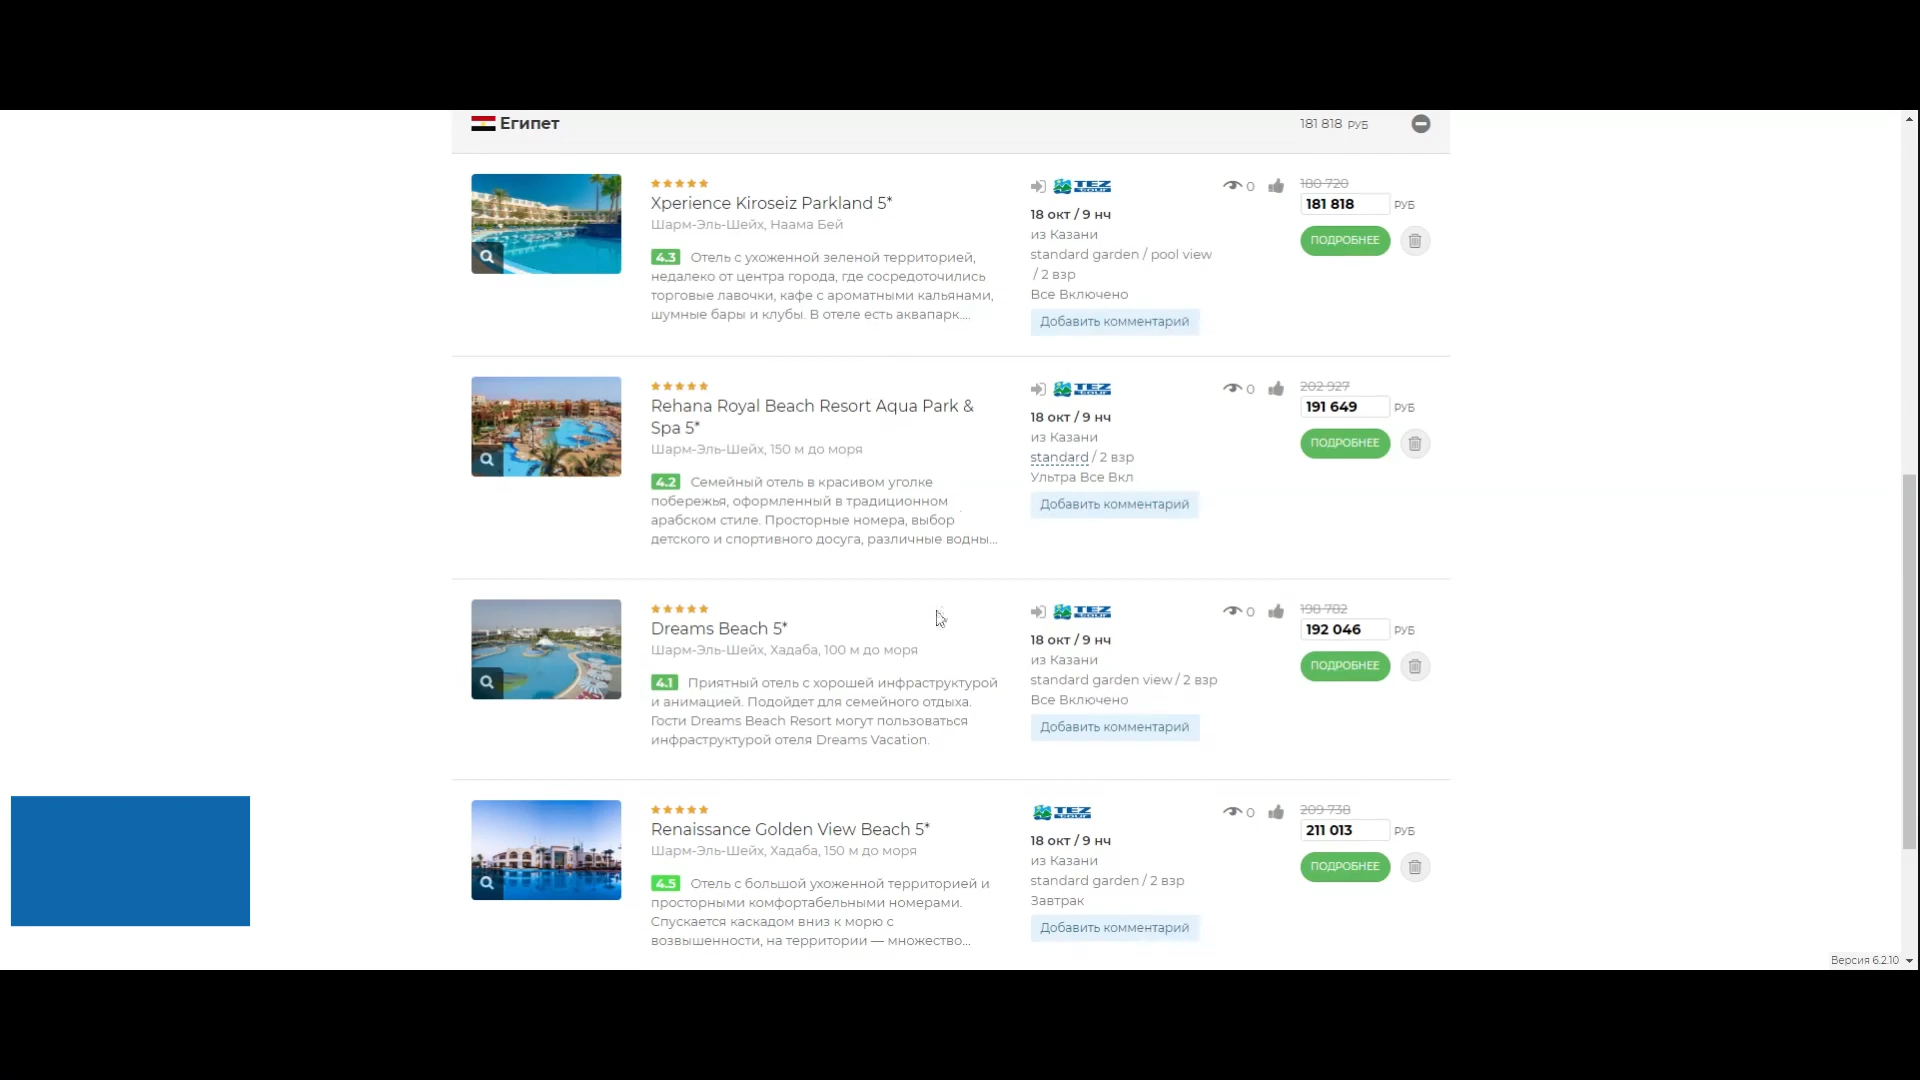 Египет
181 818 РУБ
Xperience Kiroseiz Parkland 5*
Шарм-Эль-Шейх, Наама Бей
4.3 Отель с ухоженной зеленой территорией,
недалеко от центра города, где сосредоточились
торговые лавочки, кафе с ароматными кальянами,
шумные бары и клубы. В отеле есть аквапарк....
TEZ TOUR
18 окт / 9 нч
из Казани
standard garden / pool view
/ 2 взр
Все Включено
Добавить комментарий
0
180 720
181 818 РУБ
ПОДРОБНЕЕ
Rehana Royal Beach Resort Aqua Park &
Spa 5*
Шарм-Эль-Шейх, 150 м до моря
4.2 Семейный отель в красивом уголке
побережья, оформленный в традиционном
арабском стиле. Просторные номера, выбор
детского и спортивного досуга, различные водны...
TEZ TOUR
18 окт / 9 нч
из Казани
standard / 2 взр
Ультра Все Вкл
Добавить комментарий
0
202 927
191 649 РУБ
ПОДРОБНЕЕ
Dreams Beach 5*
Шарм-Эль-Шейх, Хадаба, 100 м до моря
4.1 Приятный отель с хорошей инфраструктурой
и анимацией. Подойдет для семейного отдыха.
Гости Dreams Beach Resort могут пользоваться
инфраструктурой отеля Dreams Vacation.
TEZ TOUR
18 окт / 9 нч
из Казани
standard garden view / 2 взр
Все Включено
Добавить комментарий
0
198 782
192 046 РУБ
ПОДРОБНЕЕ
Renaissance Golden View Beach 5*
Шарм-Эль-Шейх, Хадаба, 150 м до моря
4.5 Отель с большой ухоженной территорией и
просторными комфортабельными номерами.
Спускается каскадом вниз к морю с
возвышенности, на территории — множество...
TEZ TOUR
18 окт / 9 нч
из Казани
standard garden / 2 взр
Завтрак
Добавить комментарий
0
209 738
211 013 РУБ
ПОДРОБНЕЕ
Версия 6.2.10